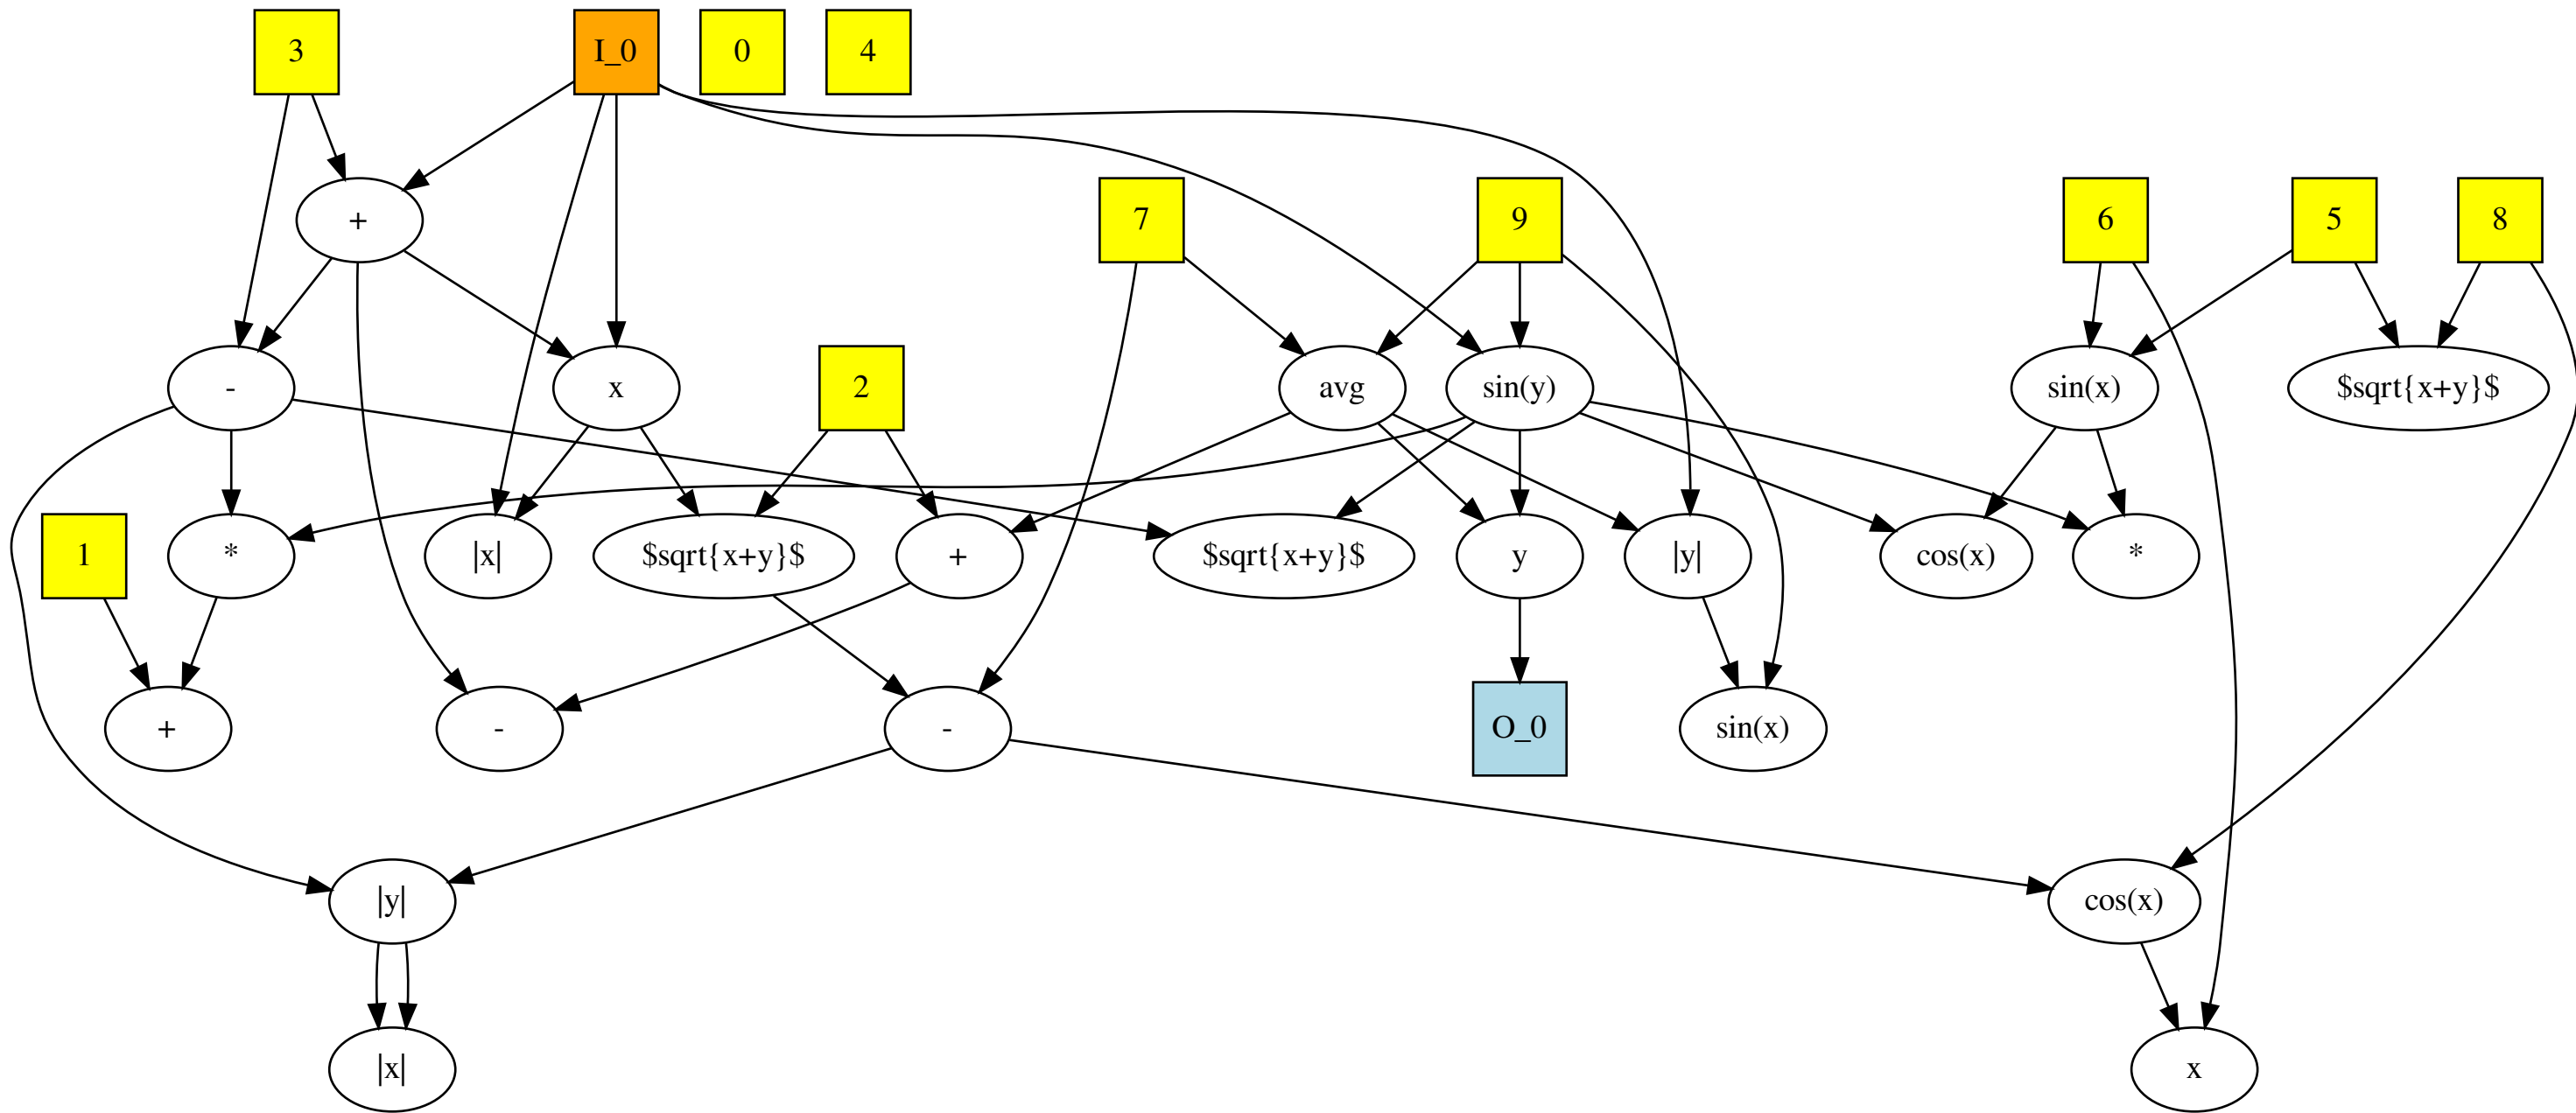 3
I_0
0
4
+
7
9
6
5
8
-
x
2
avg
sin(y)
sin(x)
$sqrt{x+y}$
1
*
|x|
$sqrt{x+y}$
+
$sqrt{x+y}$
y
|y|
cos(x)
*
+
-
-
O_0
sin(x)
|y|
cos(x)
|x|
x